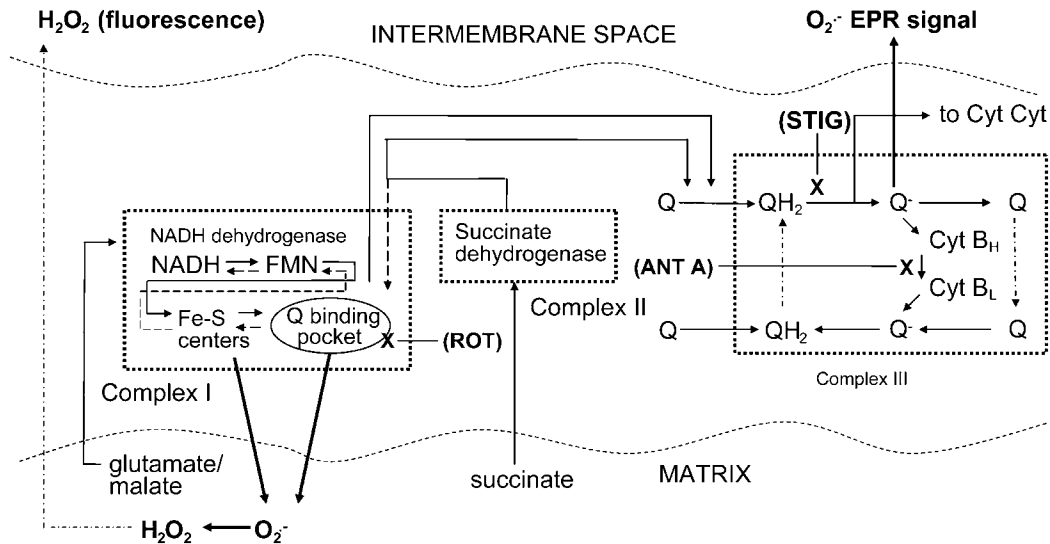 H₂O₂ (fluorescence)
O₂·- EPR signal
INTERMEMBRANE SPACE
to Cyt Cyt
(STIG)
X
Q
QH₂
Q·-
Q
NADH dehydrogenase
NADH
FMN
Succinate
dehydrogenase
Cyt B_H
(ANT A)
X
Cyt B_L
Complex II
Fe-S
centers
Q binding
pocket
X
(ROT)
Q
QH₂
Q·-
Q
Complex I
Complex III
glutamate/
malate
succinate
MATRIX
H₂O₂
O₂·-